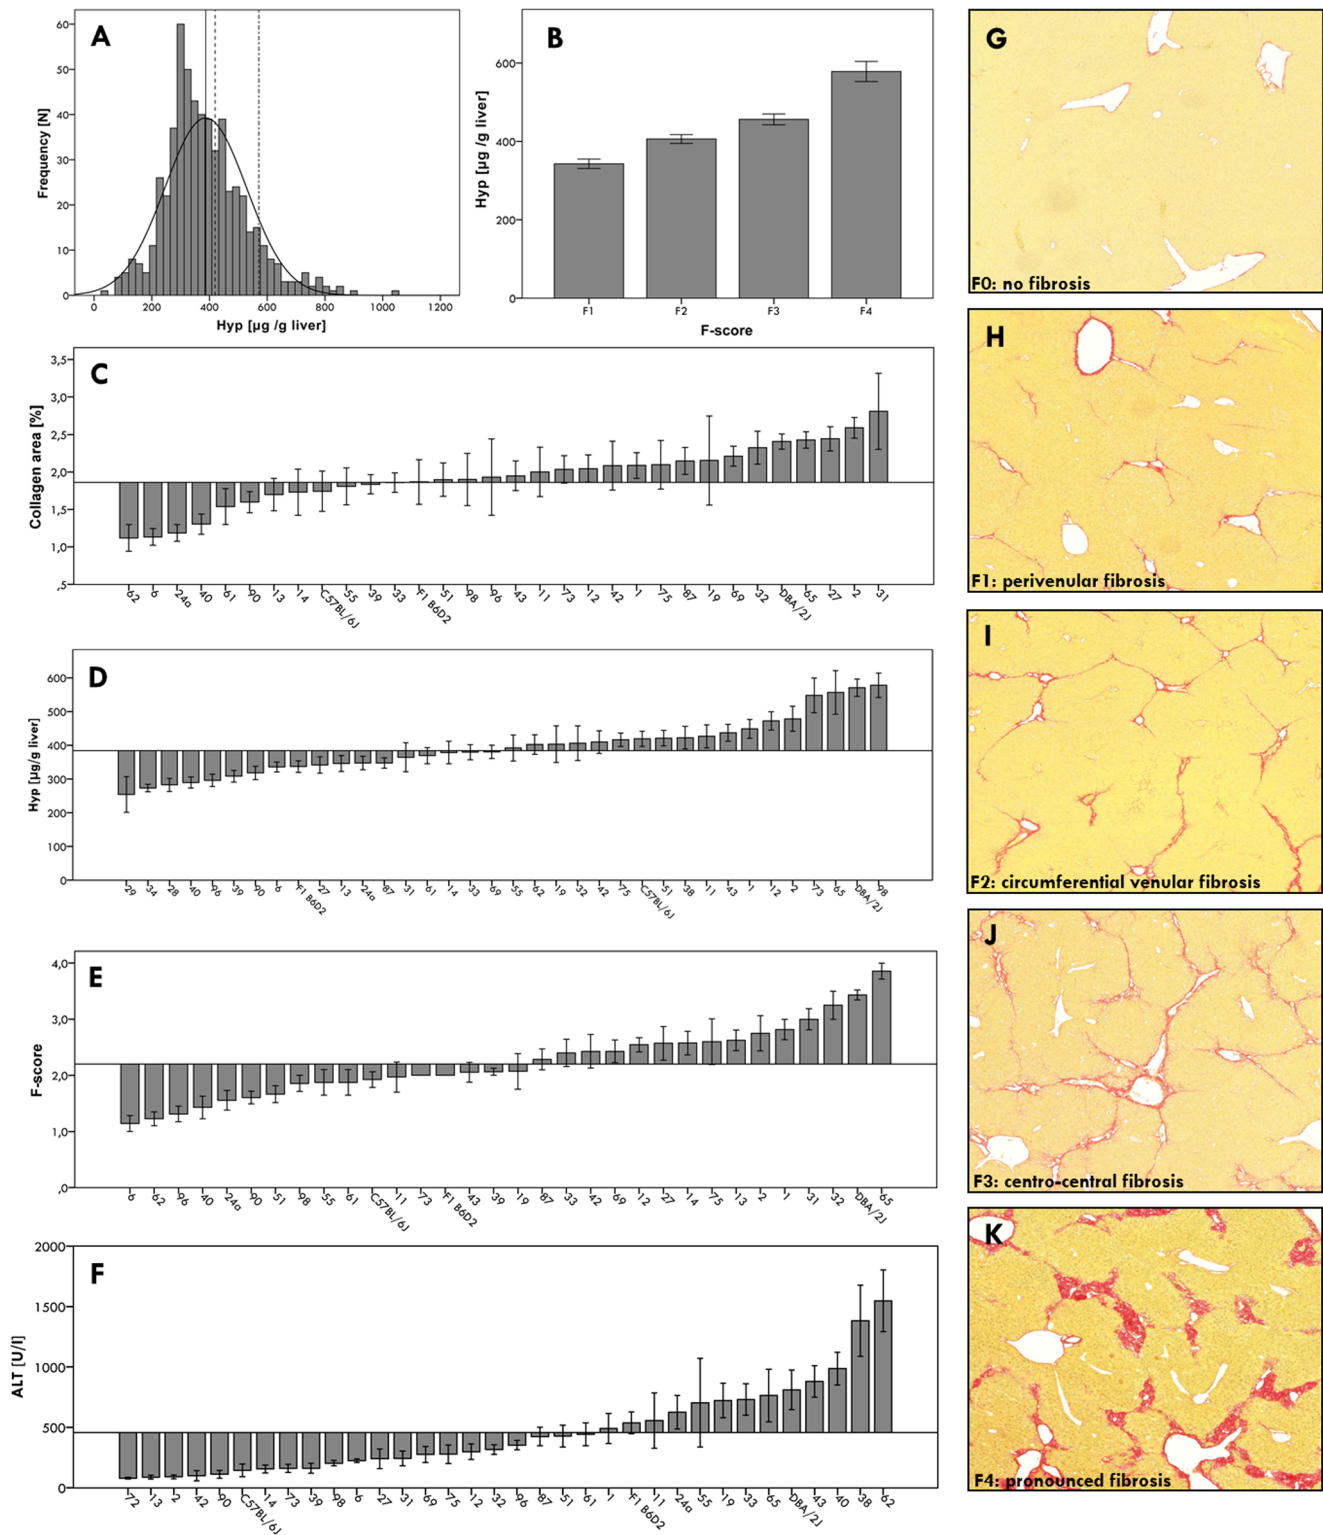 A
60
50
40
30
20
10
0
Frequency [N]
0 200 400 600 800 1000 1200
Hyp [µg /g liver]
B
600
400
200
0
Hyp [µg /g liver]
F1 F2 F3 F4
F-score
C
3,5
3,0
2,5
2,0
1,5
1,0
,5
Collagen area [%]
62 6 24a 40 61 90 13 14 C57BL/6J 55 39 33 F1 B6D2 51 98 96 43 11 73 12 42 1 75 87 19 69 32 DBA/2J 65 27 2 31
D
600
500
400
300
200
100
0
Hyp [µg/g liver]
29 34 28 40 96 39 90 6 F1 B6D2 27 13 24a 87 31 61 14 33 69 55 62 19 32 42 75 C57BL/6J 51 38 11 43 1 12 2 73 65 DBA/2J 98
E
4,0
3,0
2,0
1,0
,0
F-score
6 62 96 40 24a 90 51 98 55 61 C57BL/6J 11 73 F1 B6D2 43 39 19 87 33 42 69 12 27 14 75 13 2 1 31 32 DBA/2J 65
F
2000
1500
1000
500
0
ALT [U/l]
72 13 2 42 90 C57BL/6J 14 73 39 98 6 27 31 69 75 12 32 96 87 51 61 1 F1 B6D2 11 24a 55 19 33 65 DBA/2J 43 40 38 62
G
F0: no fibrosis
H
F1: perivenular fibrosis
I
F2: circumferential venular fibrosis
J
F3: centro-central fibrosis
K
F4: pronounced fibrosis